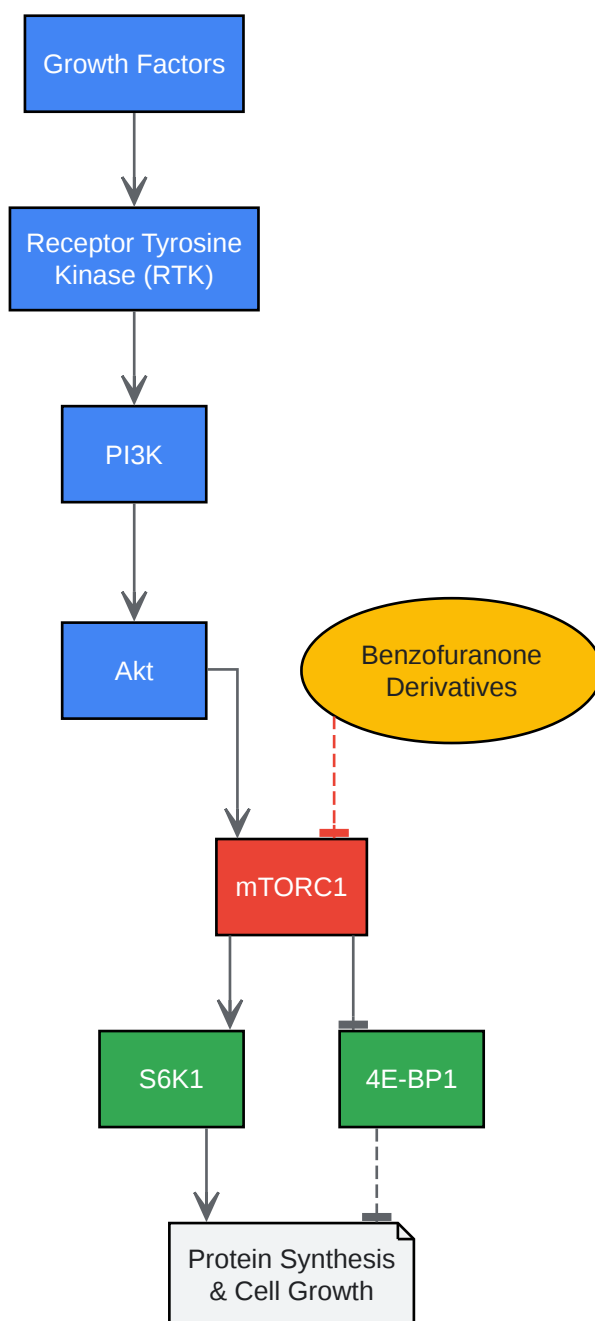 Growth Factors
Receptor Tyrosine
Kinase (RTK)
PI3K
Akt
Benzofuranone
Derivatives
mTORC1
S6K1
4E-BP1
Protein Synthesis
& Cell Growth